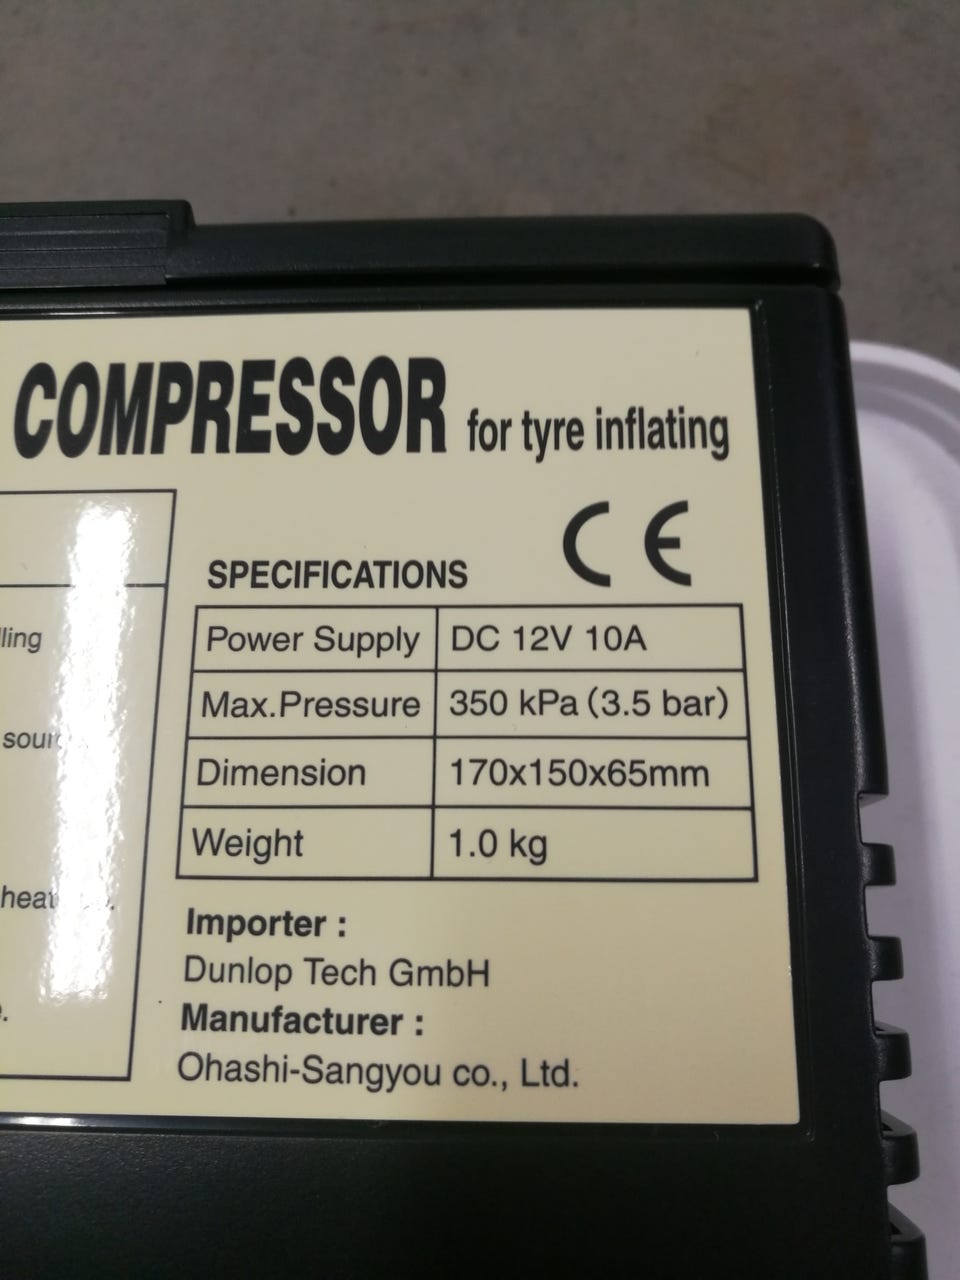 COMPRESSOR for tyre inflating
CE
lling
SPECIFICATIONS
Power Supply DC 12V 10A
Max.Pressure 350 kPa (3.5 bar)
Dimension 170x150x65mm
Weight 1.0 kg
Importer :
Dunlop Tech GmbH
Manufacturer :
Ohashi-Sangyou co., Ltd.